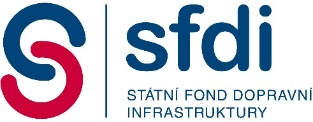 sfdi
STÁTNÍ FOND DOPRAVNÍ
INFRASTRUKTURY